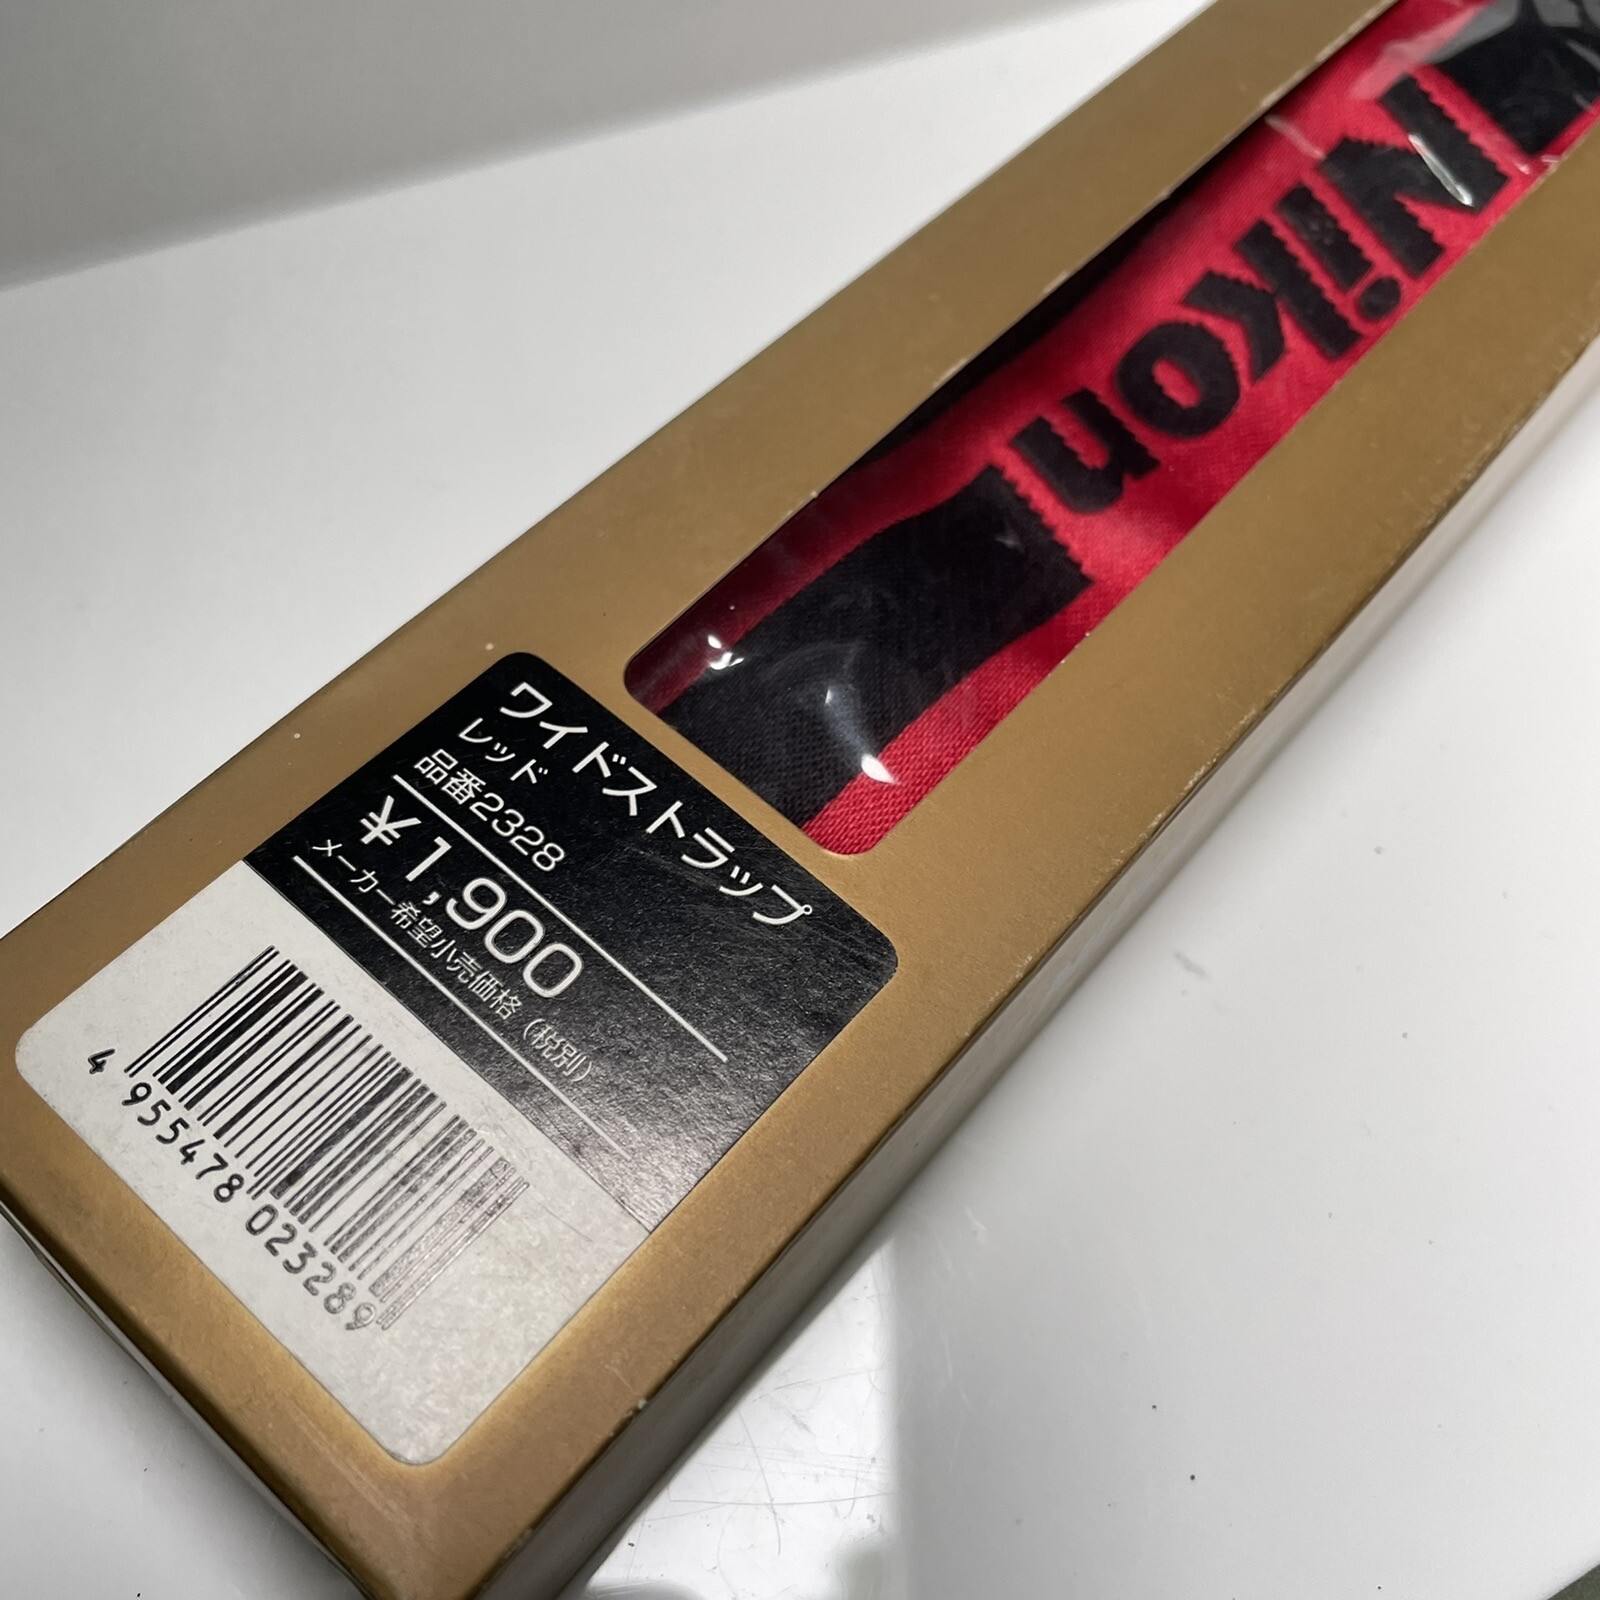 Nikon
ワイドストラップ
レッド
品番2328
¥1,900
メーカー希望小売価格(税別)
4 955478 023289